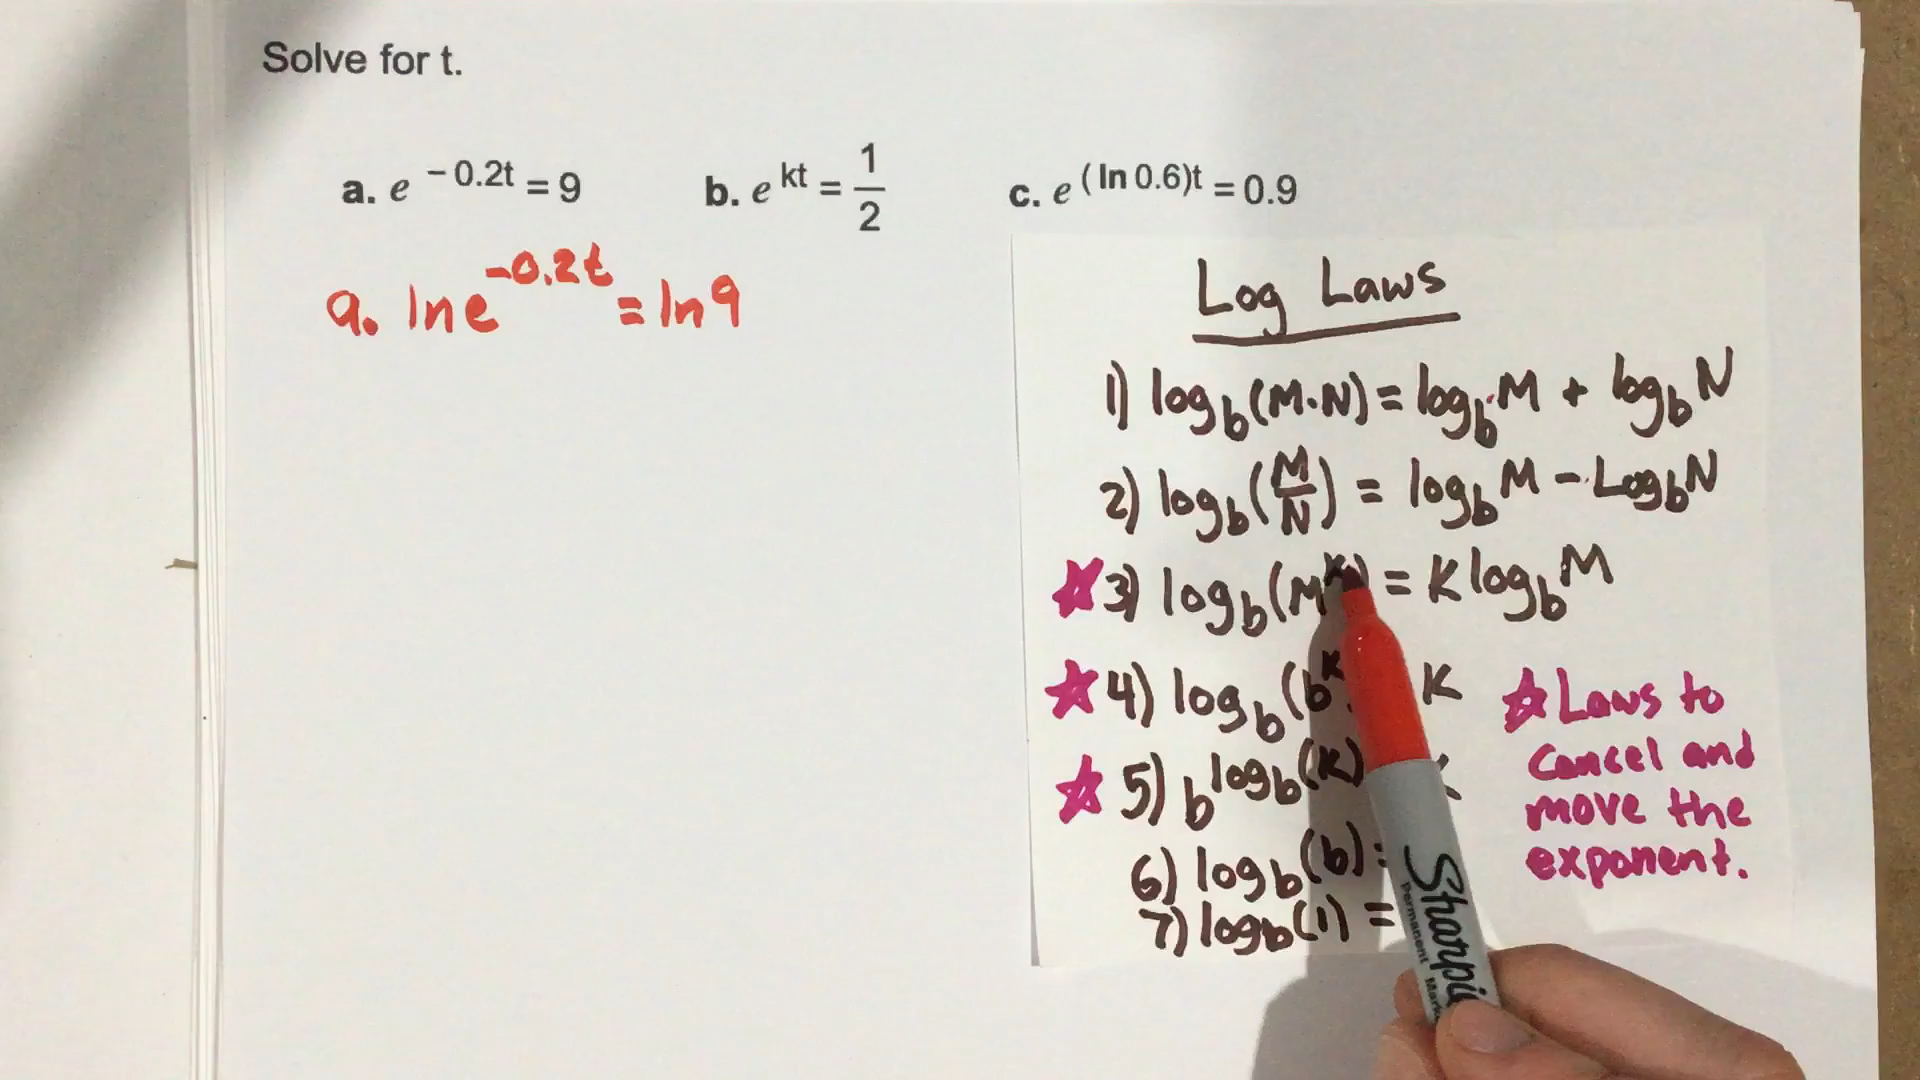 Solve for t.
a. e^-0.2t = 9 b. e^kt = 1/2 c. e^(ln 0.6)t = 0.9
a. ln e^-0.2t = ln 9
Log Laws
1) log_b(M·N) = log_b M + log_b N
2) log_b(M/N) = log_b M - Log_b N
☆ 3) log_b(M^K) = K log_b M
☆ 4) log_b(b^K K
☆ 5) b^log_b(K)
6) log_b(b) =
7) log_b(1) =
☆ Laws to
Cancel and
move the
exponent.
Sharpie
Permanent Marker